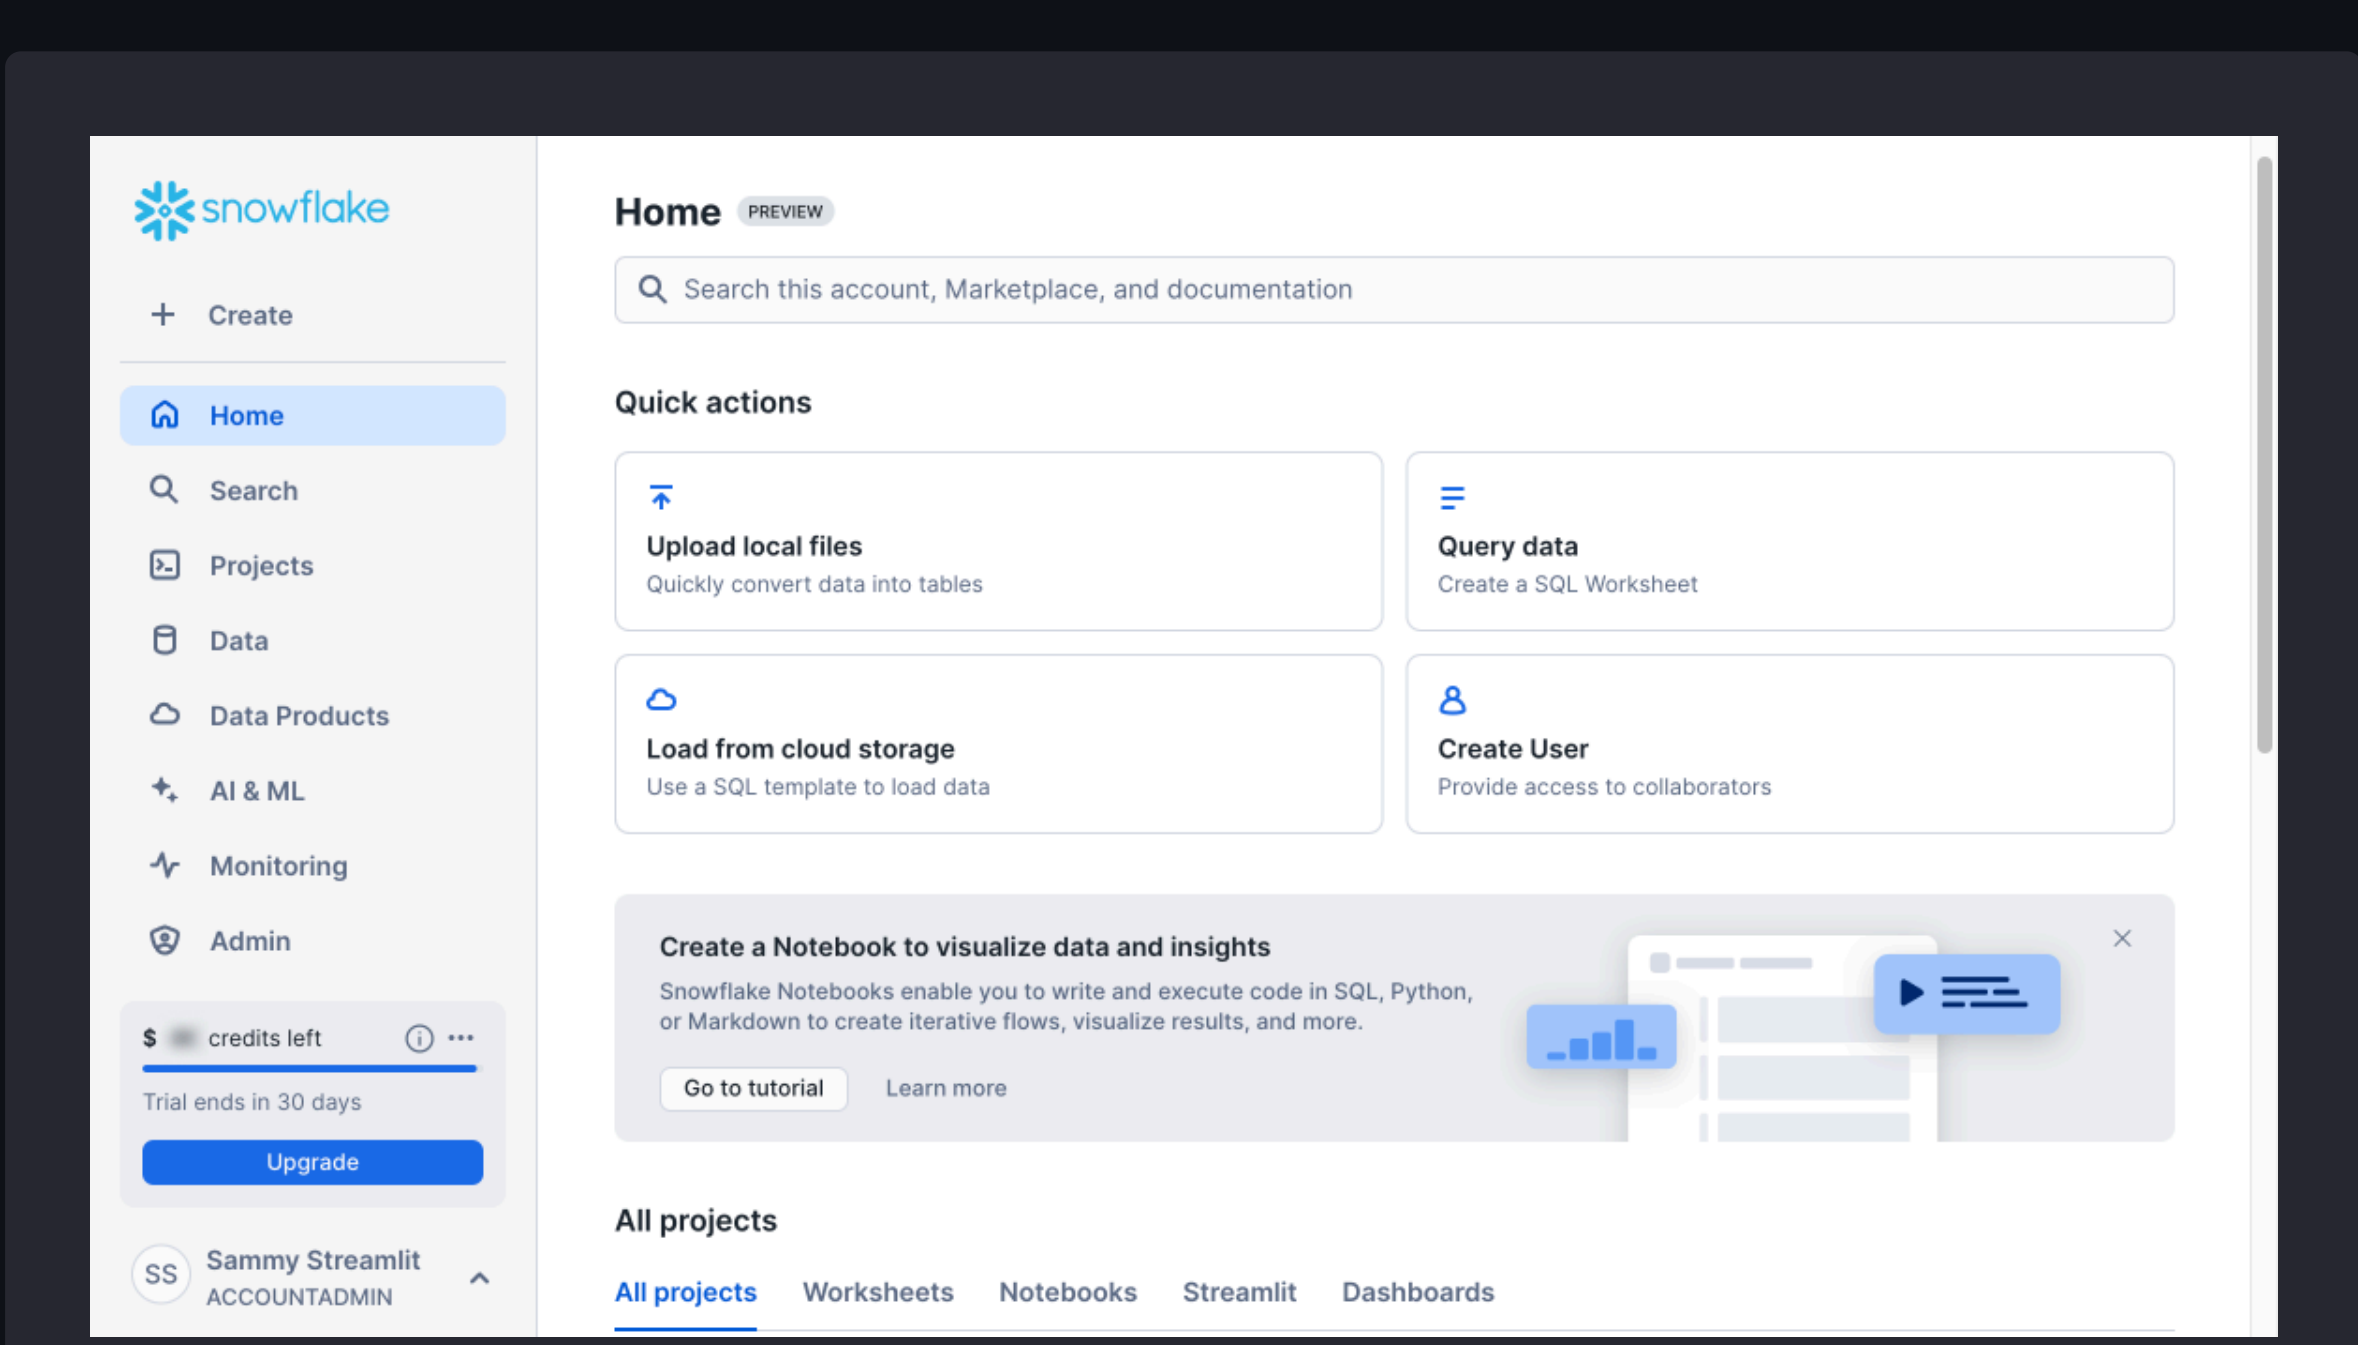 snowflake
Create
Home
Search
Projects
Data
Data Products
AI & ML
Monitoring
Admin
$ credits left
Trial ends in 30 days
Upgrade
SS
Sammy Streamlit
ACCOUNTADMIN
Home PREVIEW
Search this account, Marketplace, and documentation
Quick actions
Upload local files
Quickly convert data into tables
Query data
Create a SQL Worksheet
Load from cloud storage
Use a SQL template to load data
Create User
Provide access to collaborators
Create a Notebook to visualize data and insights
Snowflake Notebooks enable you to write and execute code in SQL, Python,
or Markdown to create iterative flows, visualize results, and more.
Go to tutorial Learn more
All projects
All projects Worksheets Notebooks Streamlit Dashboards